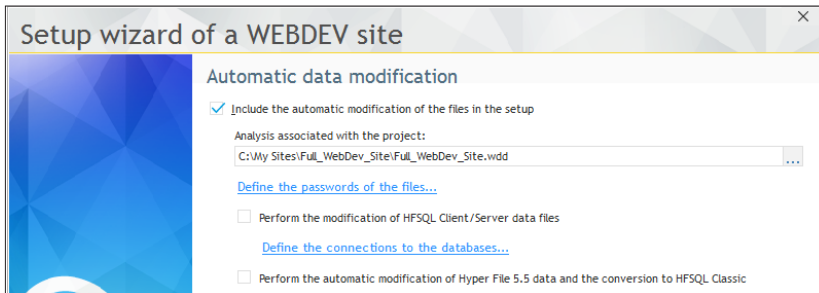 Setup wizard of a WEBDEV site
Automatic data modification
Include the automatic modification of the files in the setup
Analysis associated with the project:
C:\My Sites\Full_WebDev_Site\Full_WebDev_Site.wdd
...
Define the passwords of the files...
Perform the modification of HFSQL Client/Server data files
Define the connections to the databases...
Perform the automatic modification of Hyper File 5.5 data and the conversion to HFSQL Classic